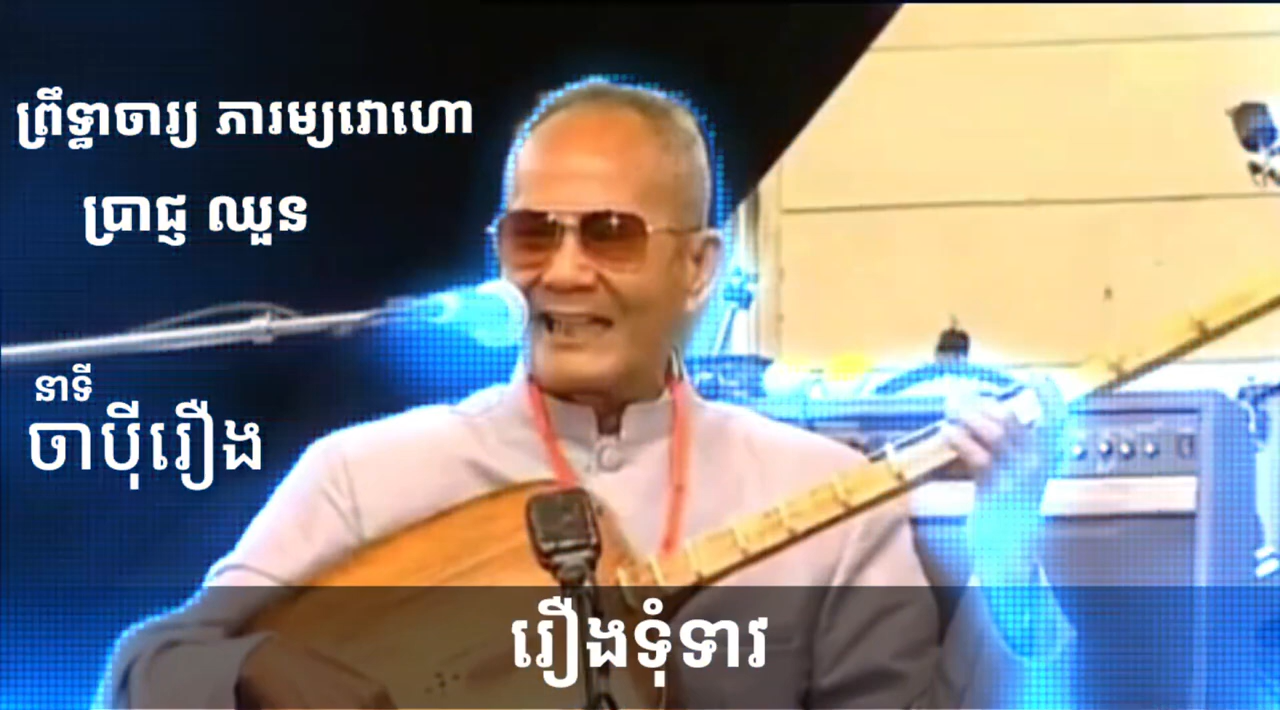 ព្រឹទ្ធាចារ្យ ភារម្យវោហោ
ប្រាជ្ញ ឈួន
នាទី
ចាប៉ីរឿង
រឿងទុំទាវ